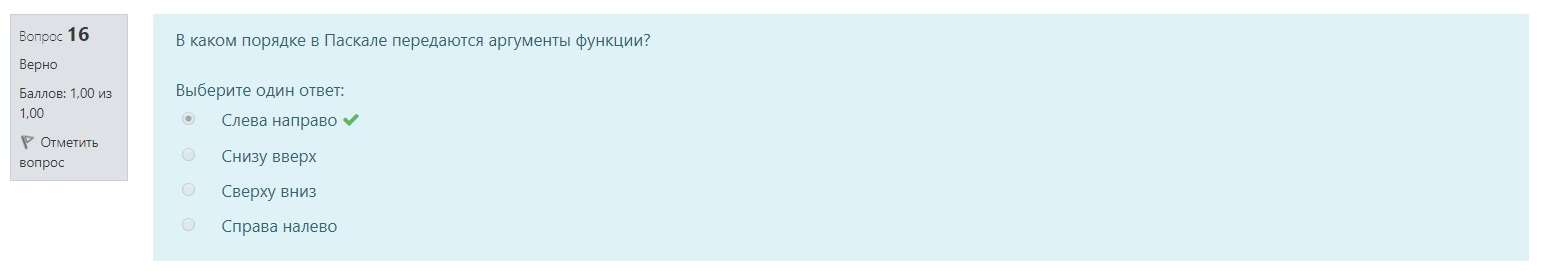 Вопрос 16
Верно
Баллов: 1,00 из
1,00
Отметить
вопрос
В каком порядке в Паскале передаются аргументы функции?
Выберите один ответ:
Слева направо
Снизу вверх
Сверху вниз
Справа налево